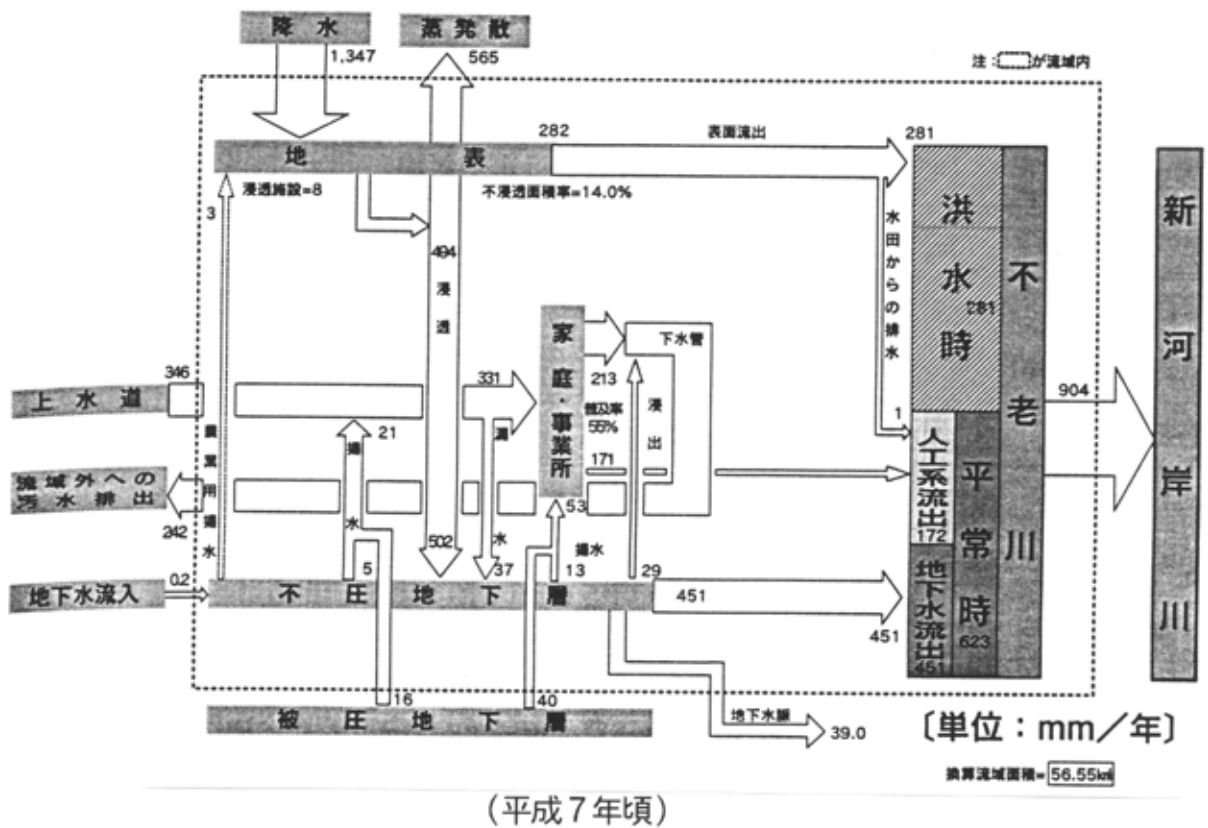 降水
1,347
蒸発散
565
注：が流域内
282
表面流出
281
地表
浸透施設=8
不浸透面積率=14.0%
3
494
浸透
水田からの排水
洪水時
281
不老川
新河岸川
家庭・事業所
下水管
213
普及率
55%
171
浸出
346
上水道
331
漏水
21
揚水
農業用揚水
1
904
人工系流出
172
平常時
623
流域外への
汚水排出
242
53
揚水
502
0.2
地下水流入
5
37
13
29
不圧地下層
451
451
地下水流出
451
16
40
被圧地下層
地下水脈
39.0
〔単位：mm／年〕
換算流域面積=56.55km²
(平成7年頃)